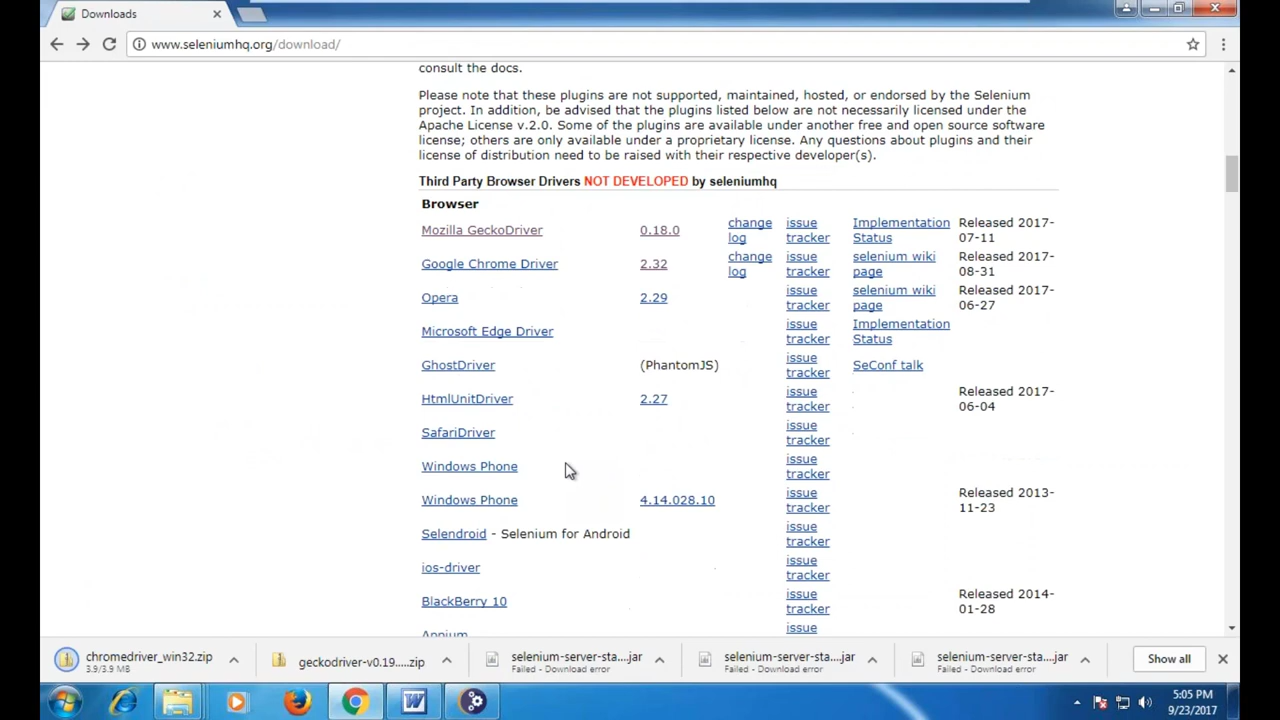 Downloads
www.seleniumhq.org/download/
consult the docs.
Please note that these plugins are not supported, maintained, hosted, or endorsed by the Selenium
project. In addition, be advised that the plugins listed below are not necessarily licensed under the
Apache License v.2.0. Some of the plugins are available under another free and open source software
license; others are only available under a proprietary license. Any questions about plugins and their
license of distribution need to be raised with their respective developer(s).
Third Party Browser Drivers NOT DEVELOPED by seleniumhq
Browser
Mozilla GeckoDriver 0.18.0 change log issue tracker Implementation Status Released 2017-07-11
Google Chrome Driver 2.32 change log issue tracker selenium wiki page Released 2017-08-31
Opera 2.29 issue tracker selenium wiki page Released 2017-06-27
Microsoft Edge Driver issue tracker Implementation Status
GhostDriver (PhantomJS) issue tracker SeConf talk
HtmlUnitDriver 2.27 issue tracker Released 2017-06-04
SafariDriver issue tracker
Windows Phone issue tracker
Windows Phone 4.14.028.10 issue tracker Released 2013-11-23
Selendroid - Selenium for Android issue tracker
ios-driver issue tracker
BlackBerry 10 issue tracker Released 2014-01-28
Appium issue
chromedriver_win32.zip
3.9/3.9 MB
geckodriver-v0.19.....zip
selenium-server-sta....jar
Failed - Download error
selenium-server-sta....jar
Failed - Download error
selenium-server-sta....jar
Failed - Download error
Show all
5:05 PM
9/23/2017